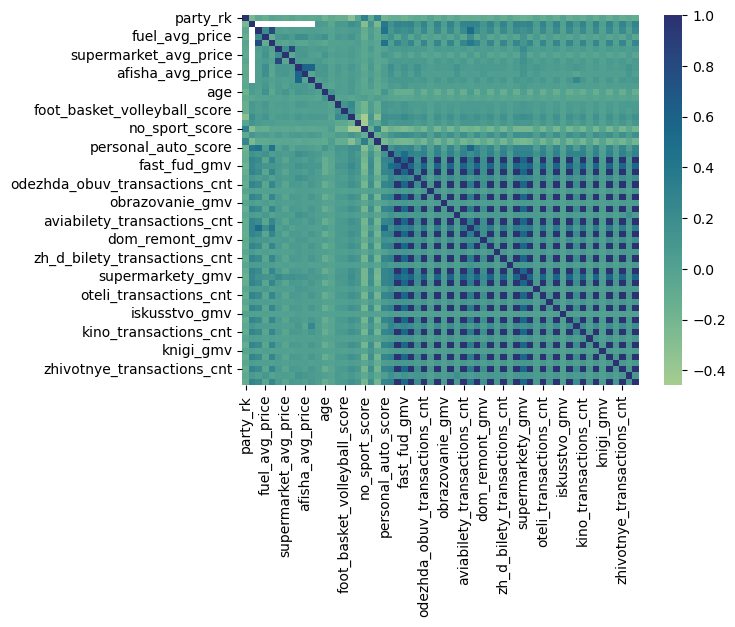 party_rk
fuel_avg_price
supermarket_avg_price
afisha_avg_price
age
foot_basket_volleyball_score
no_sport_score
personal_auto_score
fast_fud_gmv
odezhda_obuv_transactions_cnt
obrazovanie_gmv
aviabilety_transactions_cnt
dom_remont_gmv
zh_d_bilety_transactions_cnt
supermarkety_gmv
oteli_transactions_cnt
iskusstvo_gmv
kino_transactions_cnt
knigi_gmv
zhivotnye_transactions_cnt
1.0
0.8
0.6
0.4
0.2
0.0
−0.2
−0.4
party_rk
fuel_avg_price
supermarket_avg_price
afisha_avg_price
age
foot_basket_volleyball_score
no_sport_score
personal_auto_score
fast_fud_gmv
odezhda_obuv_transactions_cnt
obrazovanie_gmv
aviabilety_transactions_cnt
dom_remont_gmv
zh_d_bilety_transactions_cnt
supermarkety_gmv
oteli_transactions_cnt
iskusstvo_gmv
kino_transactions_cnt
knigi_gmv
zhivotnye_transactions_cnt